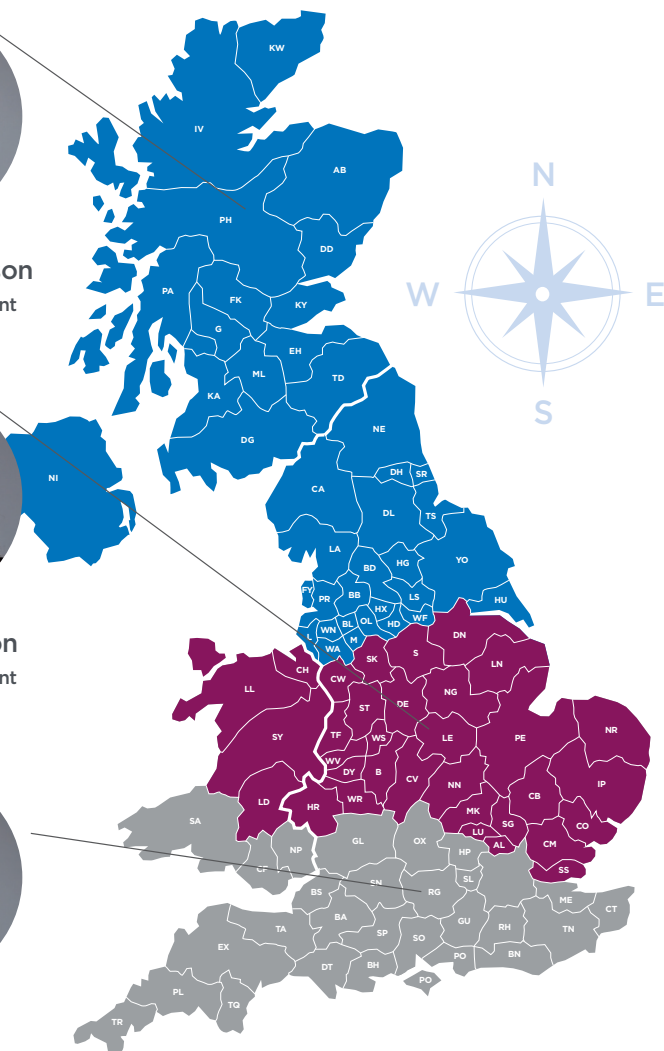 KW
IV
AB
PH
DD
PA
FK
KY
G
EH
ML
TD
KA
DG
NE
NI
DH
SR
CA
DL
TS
LA
BD
HG
YO
FY
PR
BB
LS
HU
HX
WN
BL
OL
HD
WF
L
M
WA
DN
SK
S
LN
CH
CW
LL
ST
DE
NG
SY
TF
WS
LE
PE
NR
WV
DY
B
CV
NN
IP
LD
HR
WR
CB
MK
SG
CO
LU
AL
CM
SS
SA
NP
GL
OX
HP
CF
SN
SL
RG
BS
ME
CT
BA
GU
RH
TN
EX
TA
SP
SO
PO
BN
DT
BH
PO
PL
TQ
TR
N
W
E
S
on
nt
on
nt